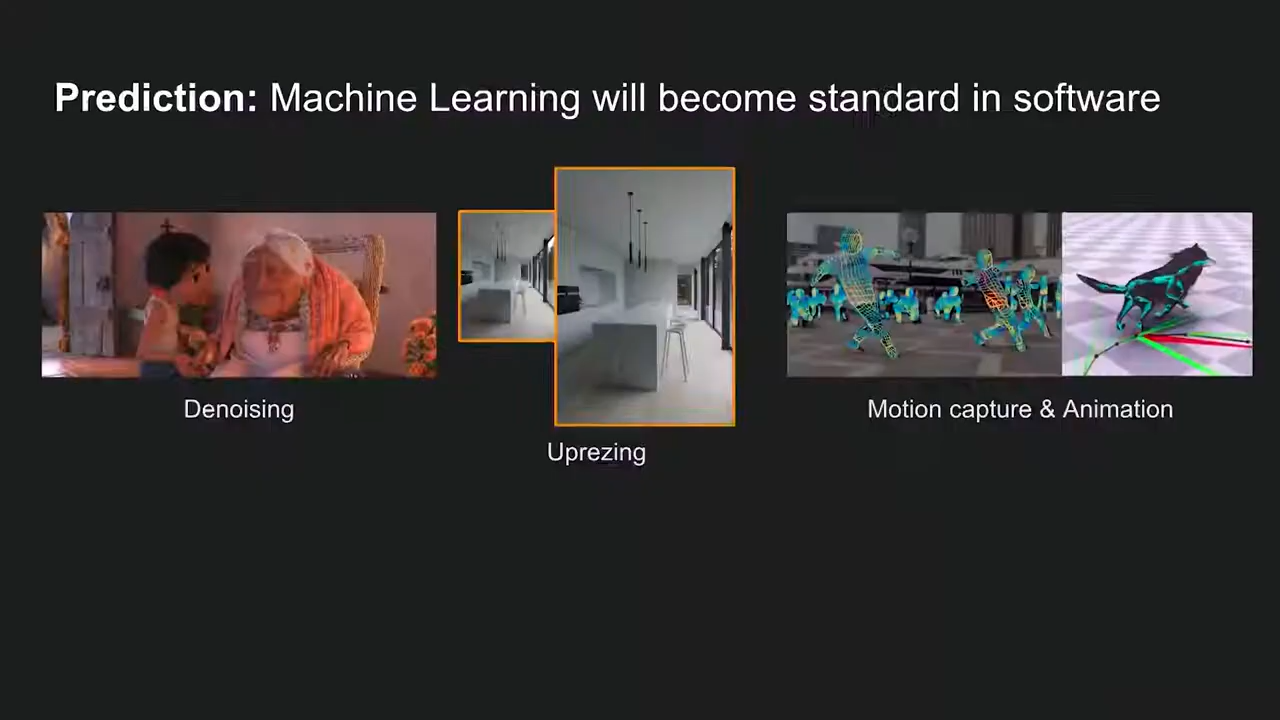 Prediction: Machine Learning will become standard in software
Denoising
Uprezing
Motion capture & Animation